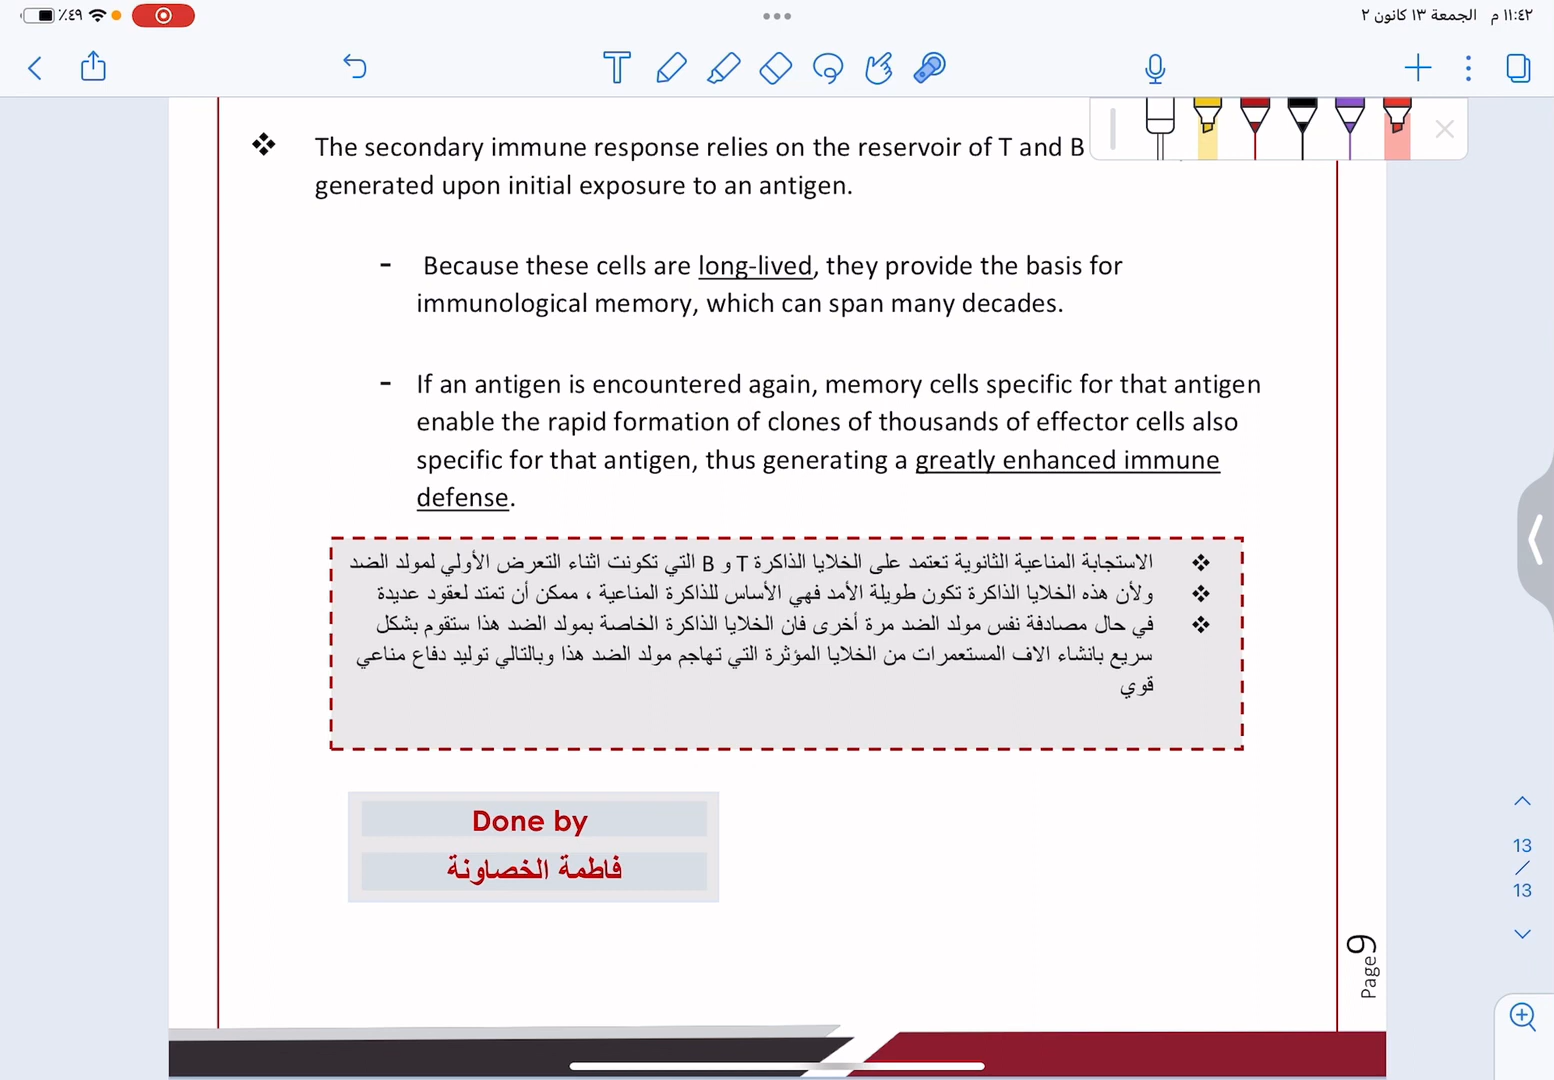 ٪٤٩
١١:٤٢ م الجمعة ١٣ كانون ٢
The secondary immune response relies on the reservoir of T and B
generated upon initial exposure to an antigen.
- Because these cells are long-lived, they provide the basis for
immunological memory, which can span many decades.
- If an antigen is encountered again, memory cells specific for that antigen
enable the rapid formation of clones of thousands of effector cells also
specific for that antigen, thus generating a greatly enhanced immune
defense.
الاستجابة المناعية الثانوية تعتمد على الخلايا الذاكرة T و B التي تكونت اثناء التعرض الأولي لمولد الضد
ولأن هذه الخلايا الذاكرة تكون طويلة الأمد فهي الأساس للذاكرة المناعية ، ممكن أن تمتد لعقود عديدة
في حال مصادفة نفس مولد الضد مرة أخرى فان الخلايا الذاكرة الخاصة بمولد الضد هذا ستقوم بشكل
سريع بانشاء الاف المستعمرات من الخلايا المؤثرة التي تهاجم مولد الضد هذا وبالتالي توليد دفاع مناعي
قوي
Done by
فاطمة الخصاونة
13
/
13
Page9